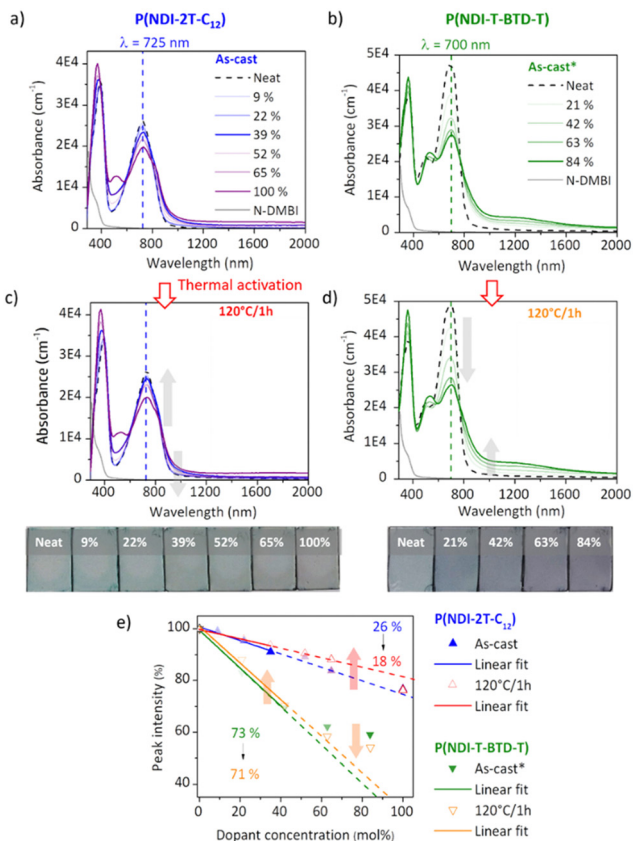 a)
P(NDI-2T-C₁₂)
λ = 725 nm
As-cast
Neat
9 %
22 %
39 %
52 %
65 %
100 %
N-DMBI
4E4
3E4
2E4
1E4
0
Absorbance (cm⁻¹)
400 800 1200 1600 2000
Wavelength (nm)
b)
P(NDI-T-BTD-T)
λ = 700 nm
As-cast*
Neat
21 %
42 %
63 %
84 %
N-DMBI
5E4
4E4
3E4
2E4
1E4
0
Absorbance (cm⁻¹)
400 800 1200 1600 2000
Wavelength (nm)
Thermal activation
c)
120°C/1h
4E4
3E4
2E4
1E4
0
Absorbance (cm⁻¹)
400 800 1200 1600 2000
Wavelength (nm)
d)
120°C/1h
5E4
4E4
3E4
2E4
1E4
0
Absorbance (cm⁻¹)
400 800 1200 1600 2000
Wavelength (nm)
Neat 9% 22% 39% 52% 65% 100%
Neat 21% 42% 63% 84%
e)
100
80
60
40
Peak intensity (%)
26 %
18 %
73 %
71 %
0 20 40 60 80 100
Dopant concentration (mol%)
P(NDI-2T-C₁₂)
As-cast
Linear fit
120°C/1h
Linear fit
P(NDI-T-BTD-T)
As-cast*
Linear fit
120°C/1h
Linear fit